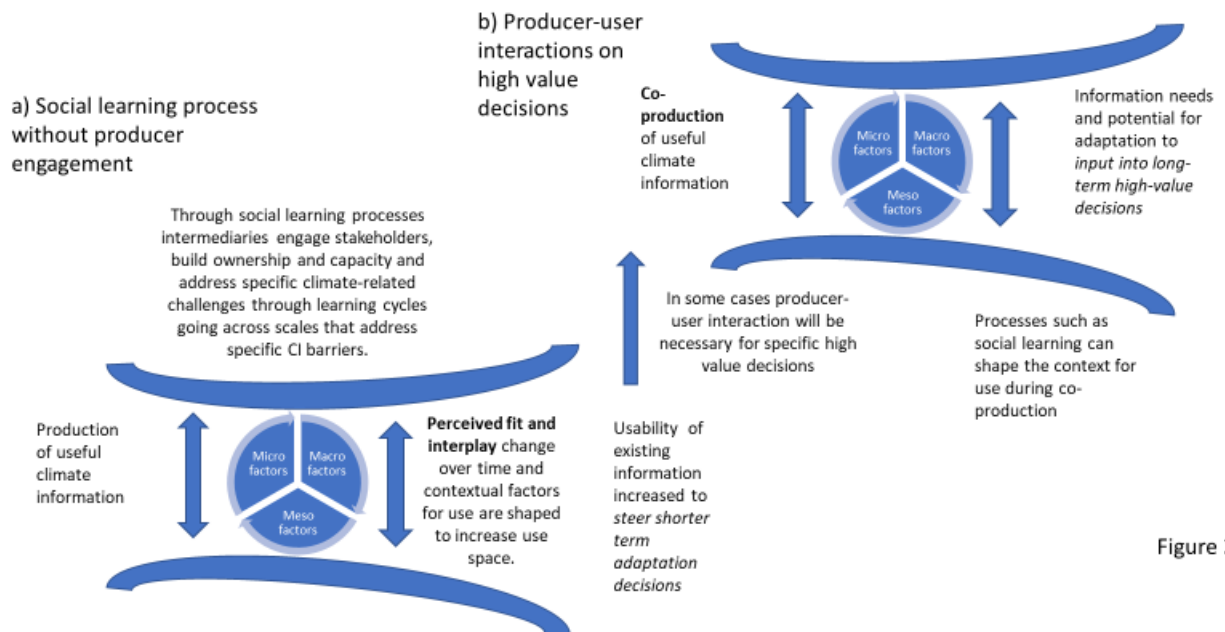 a) Social learning process
without producer
engagement
Through social learning processes
intermediaries engage stakeholders,
build ownership and capacity and
address specific climate-related
challenges through learning cycles
going across scales that address
specific CI barriers.
Production
of useful
climate
information
Micro
factors
Macro
factors
Meso
factors
Perceived fit and
interplay change
over time and
contextual factors
for use are shaped
to increase use
space.
Usability of
existing
information
increased to
steer shorter
term
adaptation
decisions
b) Producer-user
interactions on
high value
decisions
Co-
production
of useful
climate
information
Micro
factors
Macro
factors
Meso
factors
Information needs
and potential for
adaptation to
input into long-
term high-value
decisions
In some cases producer-
user interaction will be
necessary for specific high
value decisions
Processes such as
social learning can
shape the context for
use during co-
production
Figure